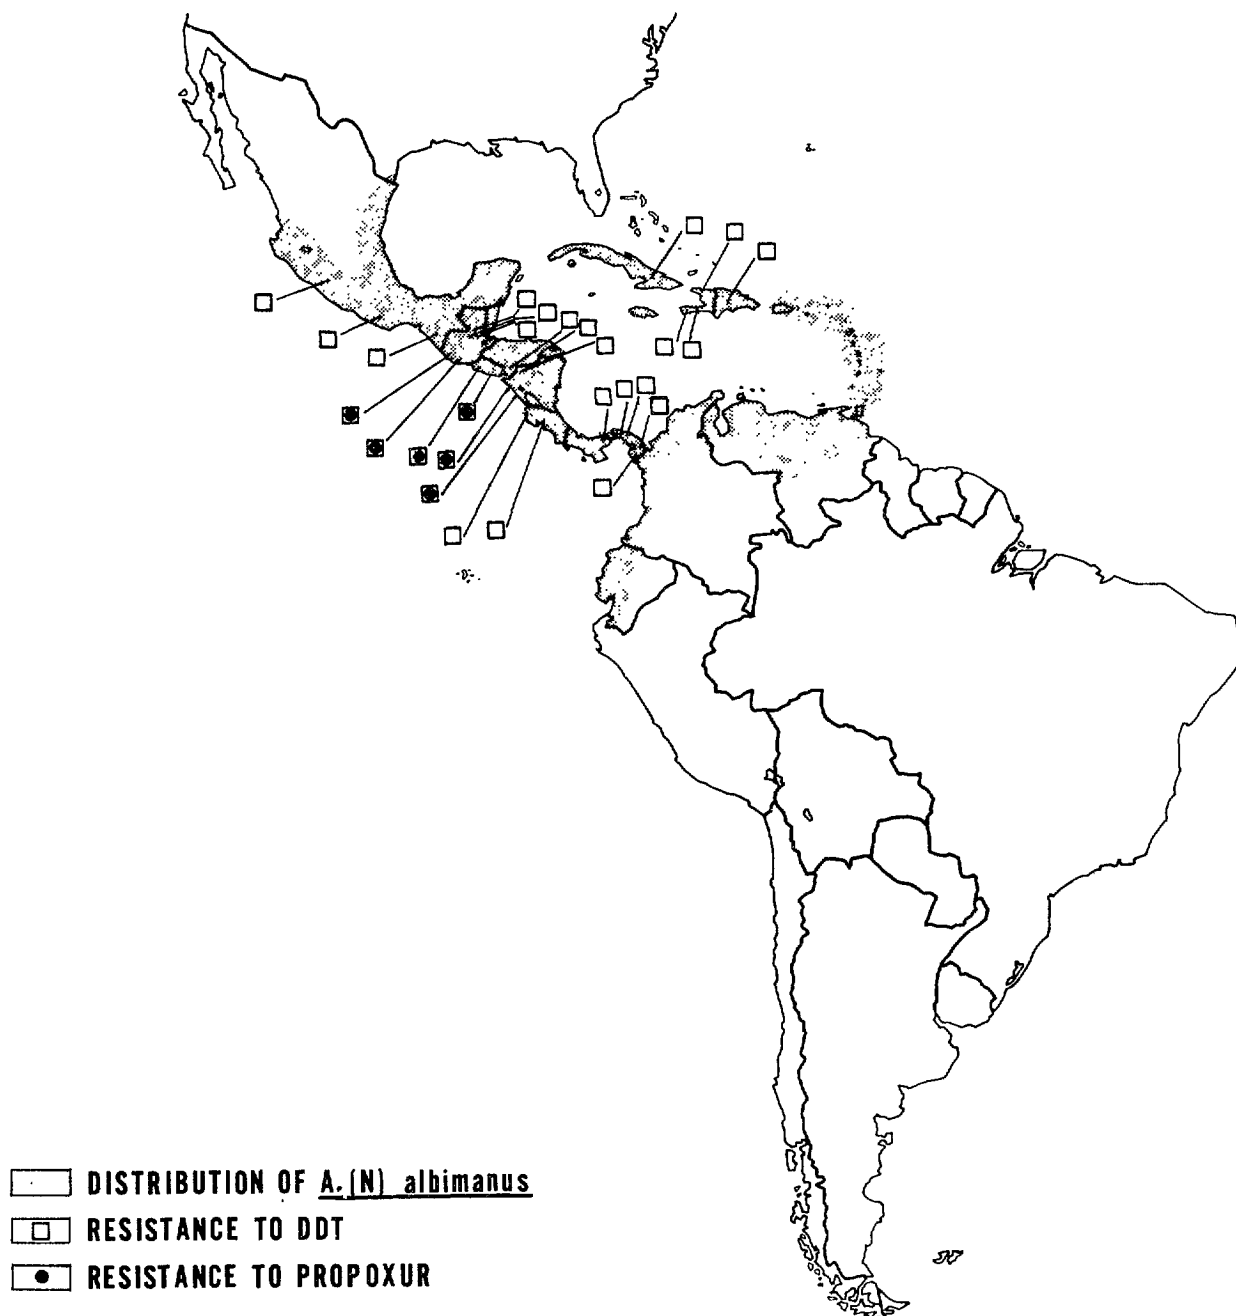 DISTRIBUTION OF A.(N) albimanus
RESISTANCE TO DDT
RESISTANCE TO PROPOXUR